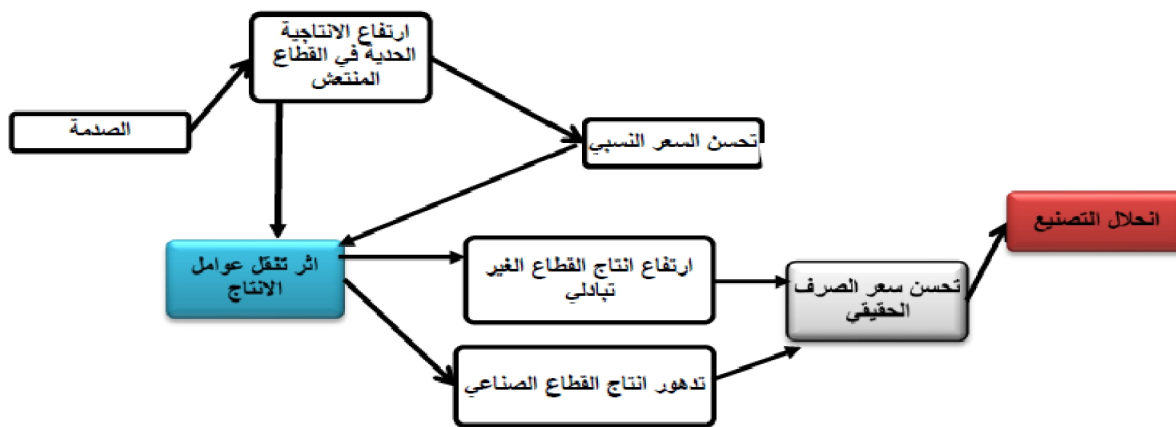 ارتفاع الانتاجية
الحدية في القطاع
المنتعش
الصدمة
تحسن السعر النسبي
انحلال التصنيع
اثر تنقل عوامل
الانتاج
ارتفاع انتاج القطاع الغير
تبادلي
تحسن سعر الصرف
الحقيقي
تدهور انتاج القطاع الصناعي